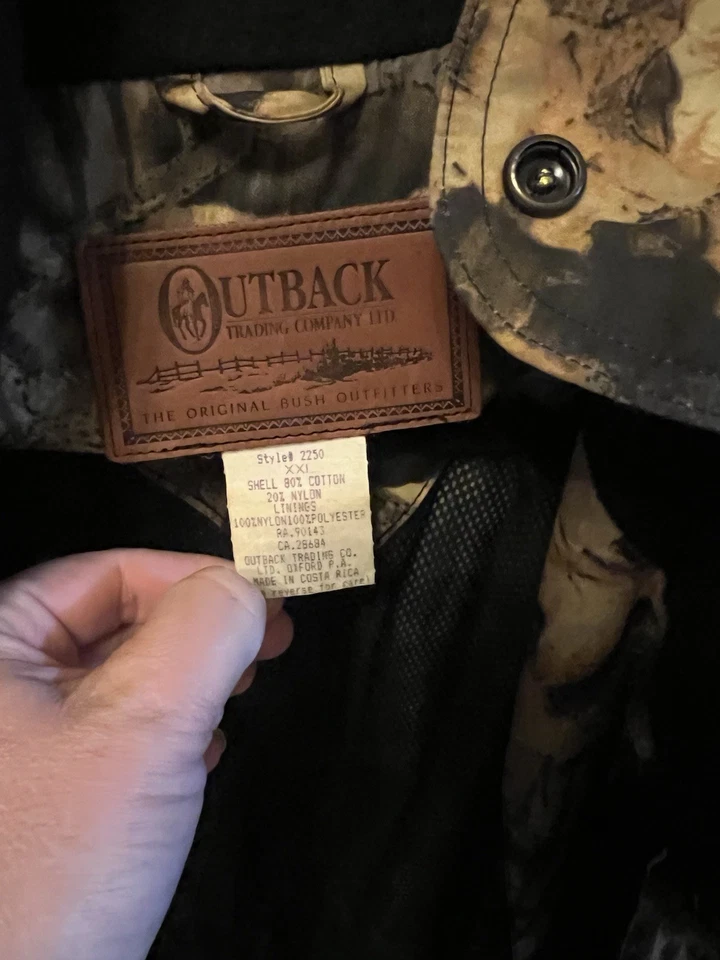 OUTBACK
TRADING COMPANY LTD
THE ORIGINAL BUSH OUTFITTERS
Style# 2250
XXL
SHELL 80% COTTON
20% NYLON
LININGS
100%NYLON100%POLYESTER
RA.90143
CA.28684
OUTBACK TRADING CO.
LTD. OIFORD P.A.
MADE IN COSTA RICA
reverse for care)